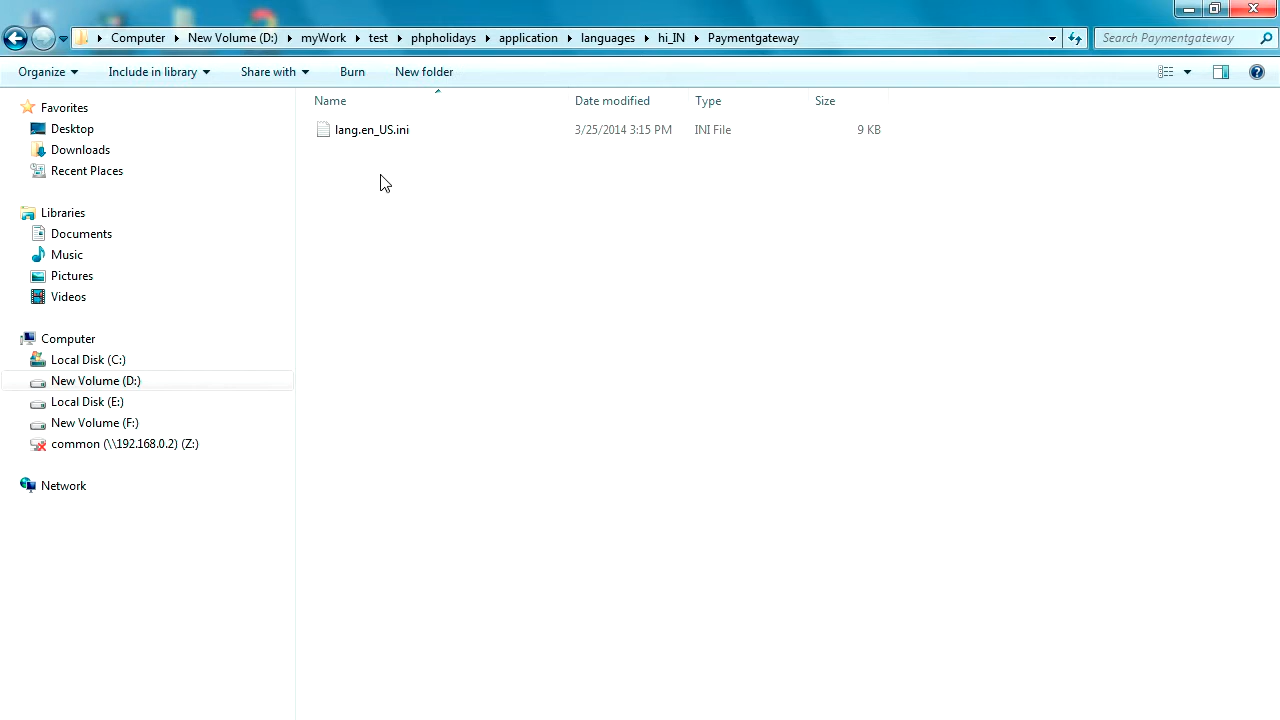 Computer New Volume (D:) myWork test phpholidays application languages hi_IN Paymentgateway Search Paymentgateway
Organize Include in library Share with Burn New folder
Favorites
Desktop
Downloads
Recent Places
Libraries
Documents
Music
Pictures
Videos
Computer
Local Disk (C:)
New Volume (D:)
Local Disk (E:)
New Volume (F:)
common (\\192.168.0.2) (Z:)
Network
Name Date modified Type Size
lang.en_US.ini 3/25/2014 3:15 PM INI File 9 KB